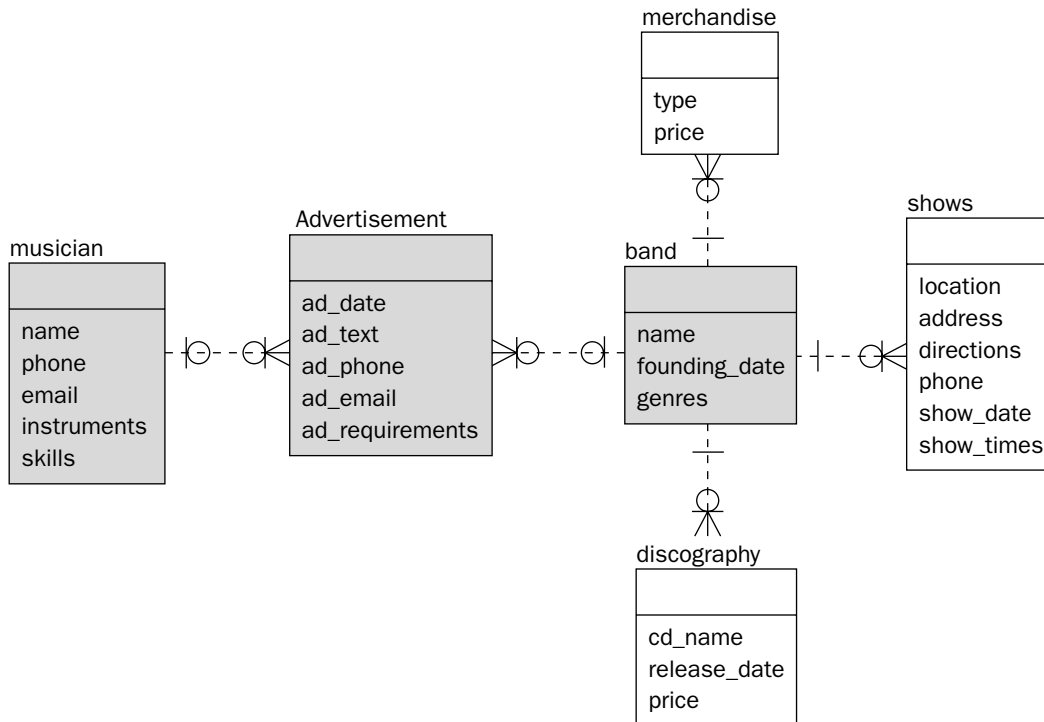 merchandise
type
price
musician
name
phone
email
instruments
skills
Advertisement
ad_date
ad_text
ad_phone
ad_email
ad_requirements
band
name
founding_date
genres
shows
location
address
directions
phone
show_date
show_times
discography
cd_name
release_date
price